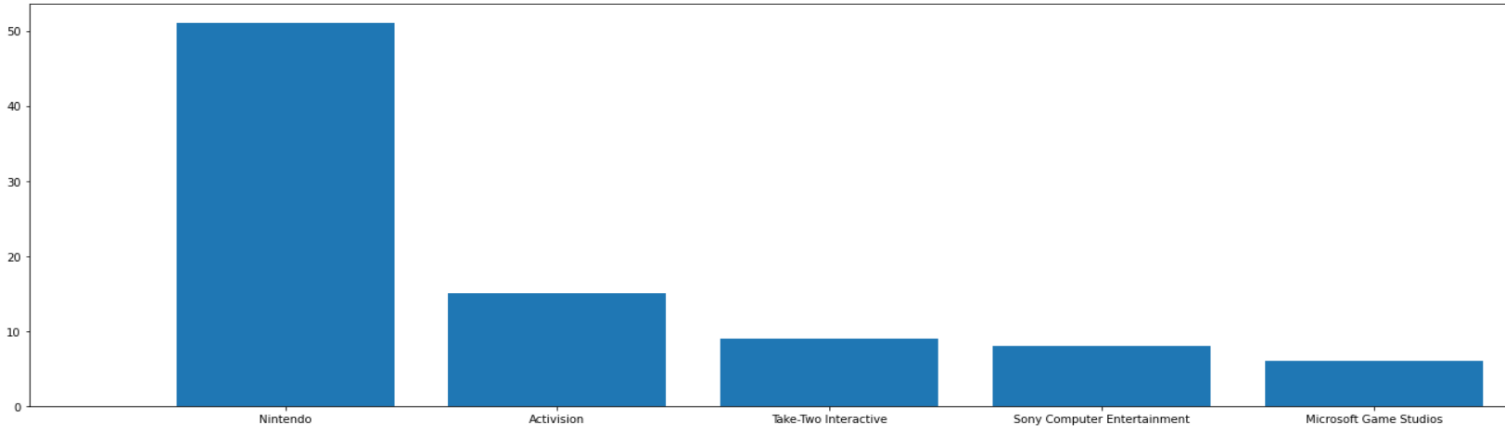 50
40
30
20
10
0
Nintendo
Activision
Take-Two Interactive
Sony Computer Entertainment
Microsoft Game Studios